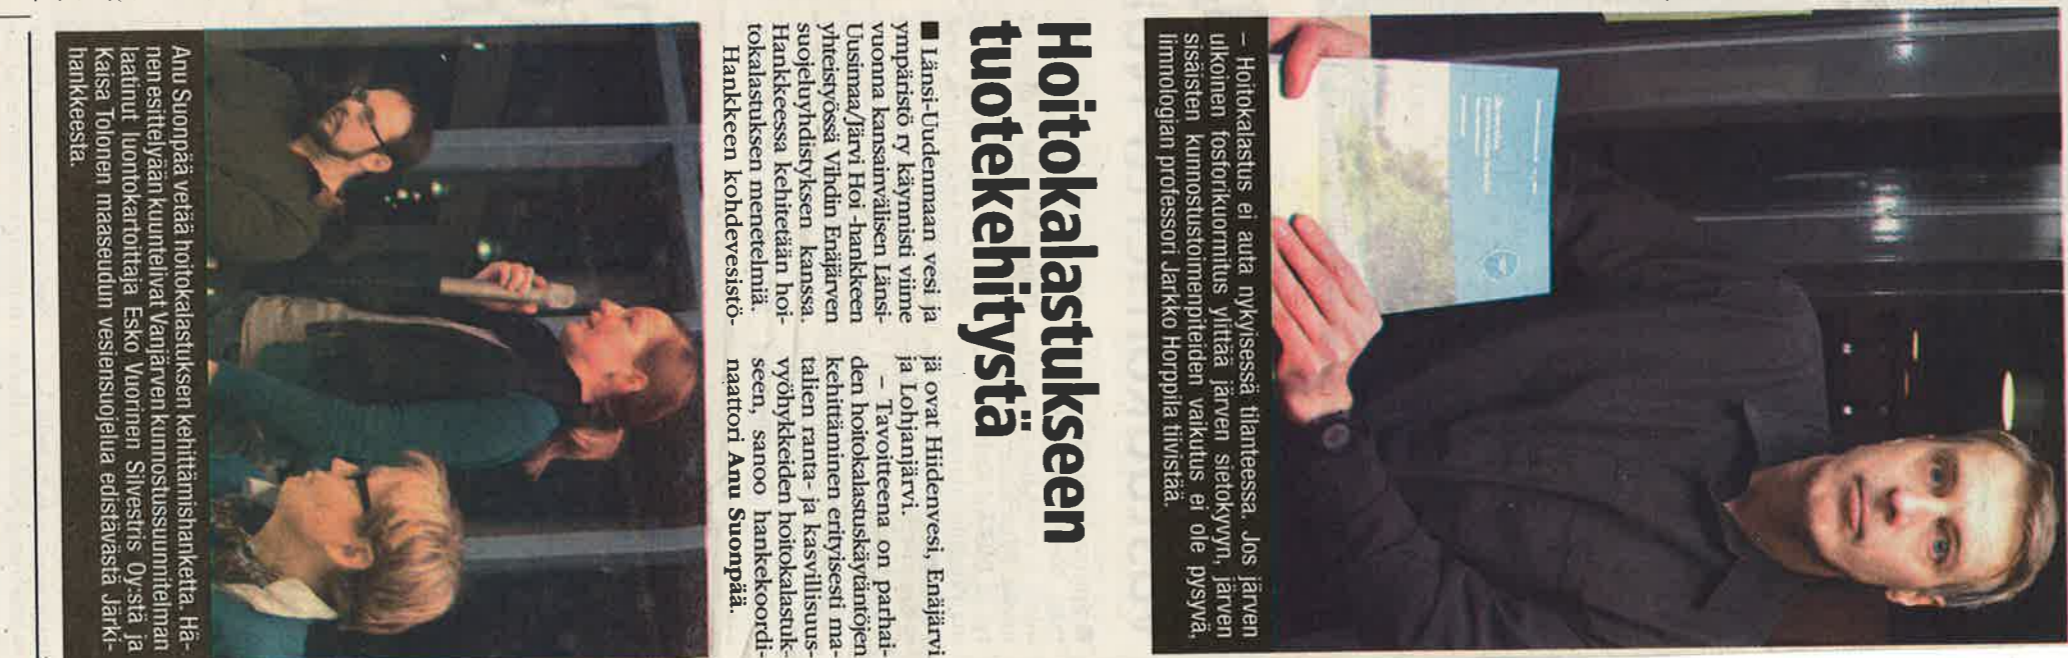 – Hoitokalastus ei auta nykyisessä tilanteessa. Jos järven
ulkoinen fosforikuormitus ylittää järven sietokyvyn, järven
sisäisten kunnostustoimenpiteiden vaikutus ei ole pysyvä,
limnologian professori Jarkko Horppila tiivistää.
Hoitokalastukseen
tuotekehitystä
■ Länsi-Uudenmaan vesi ja
ympäristö ry käynnisti viime
vuonna kansainvälisen Länsi-
Uusimaa/Järvi Hoi -hankkeen
yhteistyössä Vihdin Enäjärven
suojeluyhdistyksen kanssa.
Hankkeessa kehitetään hoi-
tokalastuksen menetelmiä.
Hankkeen kohdevesistö-
jä ovat Hiidenvesi, Enäjärvi
ja Lohjanjärvi.
– Tavoitteena on parhai-
den hoitokalastuskäytäntöjen
kehittäminen erityisesti ma-
talien ranta- ja kasvillisuus-
vyöhykkeiden hoitokalastuk-
seen, sanoo hankekoordi-
naattori Anu Suonpää.
Anu Suonpää vetää hoitokalastuksen kehittämishanketta. Hä-
nen esittelyään kuuntelivat Vanjärven kunnostussuunnitelman
laatinut luontokartoittaja Esko Vuorinen Silvestris Oy:stä ja
Kaisa Tolonen maaseudun vesiensuojelua edistävästä Järki-
hankkeesta.